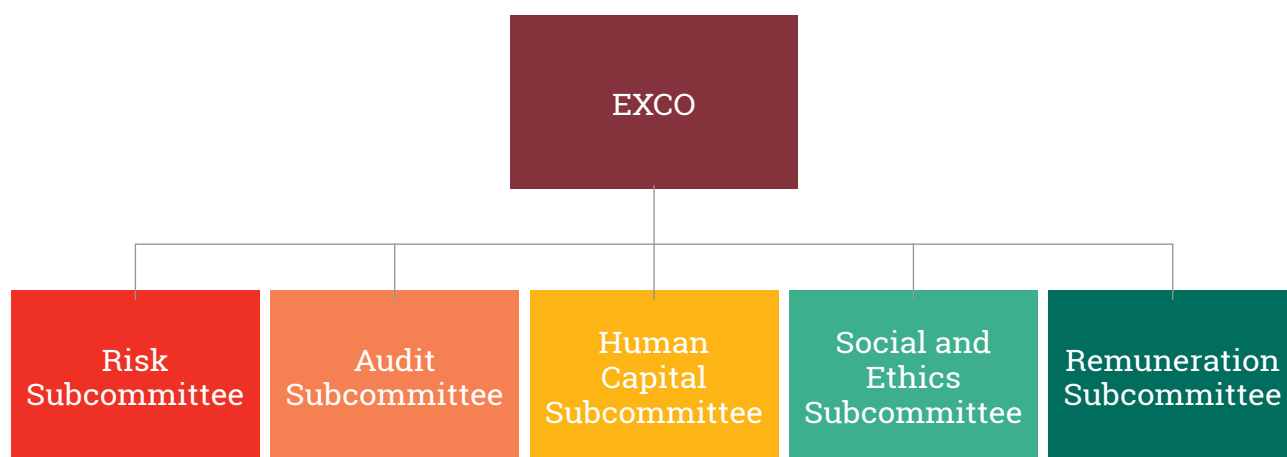 EXCO
Risk
Subcommittee
Audit
Subcommittee
Human
Capital
Subcommittee
Social and
Ethics
Subcommittee
Remuneration
Subcommittee